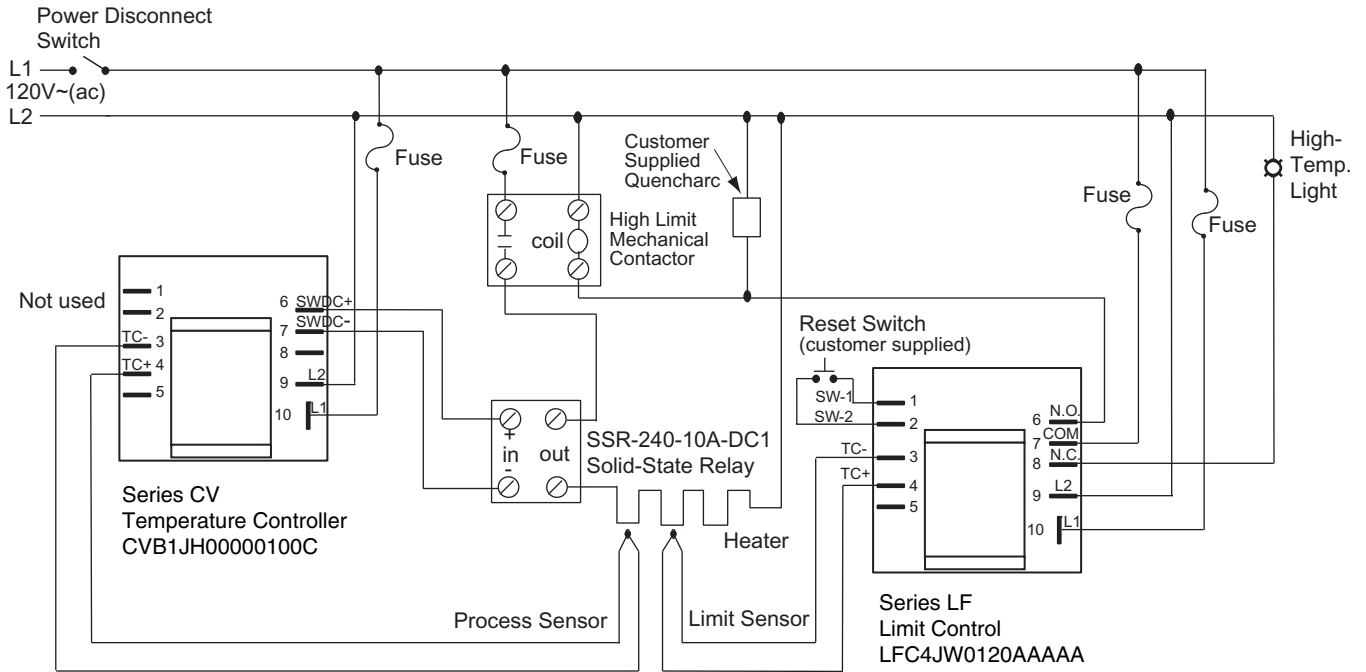 Power Disconnect
Switch
L1
120V~(ac)
L2
Fuse
Fuse
Customer
Supplied
Quencharc
High-
Temp.
Light
Fuse
Fuse
coil
High Limit
Mechanical
Contactor
Not used
1
2
TC- 3
TC+ 4
5
6 SWDC+
7 SWDC-
8
9 L2
10 L1
Reset Switch
(customer supplied)
SW-1 1
SW-2 2
TC- 3
TC+ 4
5
6 N.O.
7 COM
8 N.C.
9 L2
10 L1
+
in
-
out
SSR-240-10A-DC1
Solid-State Relay
Heater
Series CV
Temperature Controller
CVB1JH00000100C
Process Sensor
Limit Sensor
Series LF
Limit Control
LFC4JW0120AAAAA